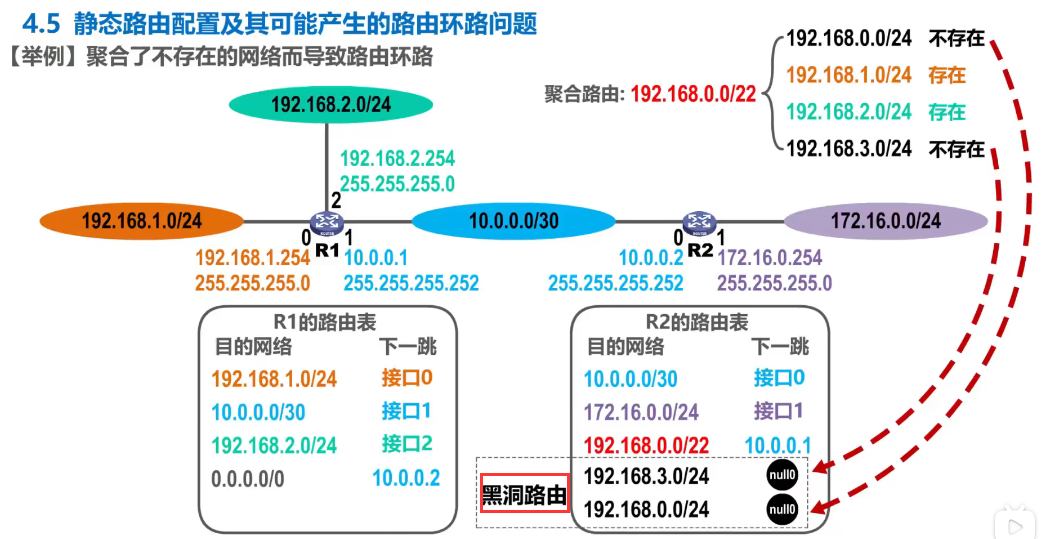 4.5 静态路由配置及其可能产生的路由环路问题
【举例】聚合了不存在的网络而导致路由环路
192.168.0.0/24 不存在
192.168.1.0/24 存在
聚合路由: 192.168.0.0/22
192.168.2.0/24 存在
192.168.3.0/24 不存在
192.168.2.0/24
192.168.2.254
255.255.255.0
2
192.168.1.0/24
10.0.0.0/30
172.16.0.0/24
0
R1
1
0
R2
1
192.168.1.254
255.255.255.0
10.0.0.1
255.255.255.252
10.0.0.2
255.255.255.252
172.16.0.254
255.255.255.0
R1的路由表
目的网络 下一跳
192.168.1.0/24 接口0
10.0.0.0/30 接口1
192.168.2.0/24 接口2
0.0.0.0/0 10.0.0.2
R2的路由表
目的网络 下一跳
10.0.0.0/30 接口0
172.16.0.0/24 接口1
192.168.0.0/22 10.0.0.1
黑洞路由
192.168.3.0/24 null0
192.168.0.0/24 null0